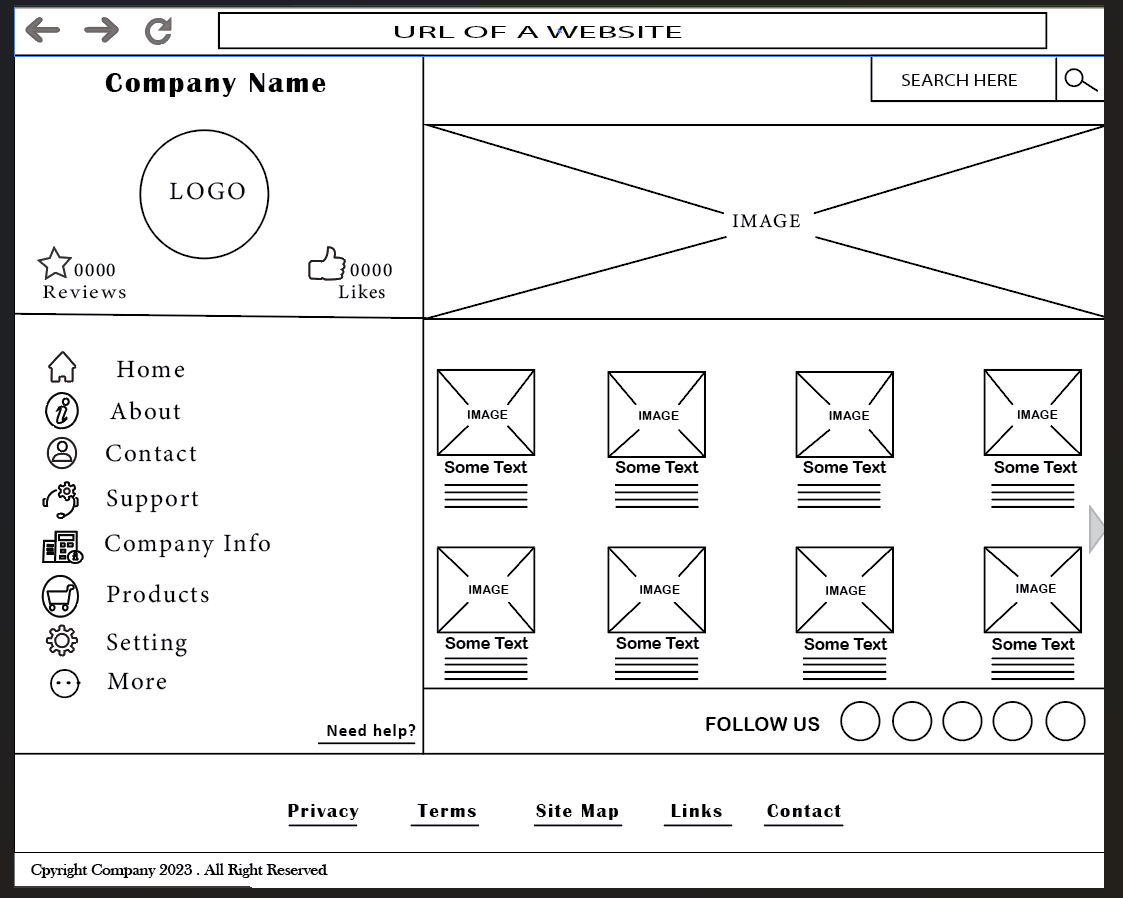 URL OF A WEBSITE
Company Name
SEARCH HERE
LOGO
IMAGE
0000
Reviews
0000
Likes
Home
About
Contact
Support
Company Info
Products
Setting
More
Need help?
IMAGE IMAGE IMAGE IMAGE
Some Text Some Text Some Text Some Text
IMAGE IMAGE IMAGE IMAGE
Some Text Some Text Some Text Some Text
FOLLOW US
Privacy Terms Site Map Links Contact
Cpyright Company 2023 . All Right Reserved